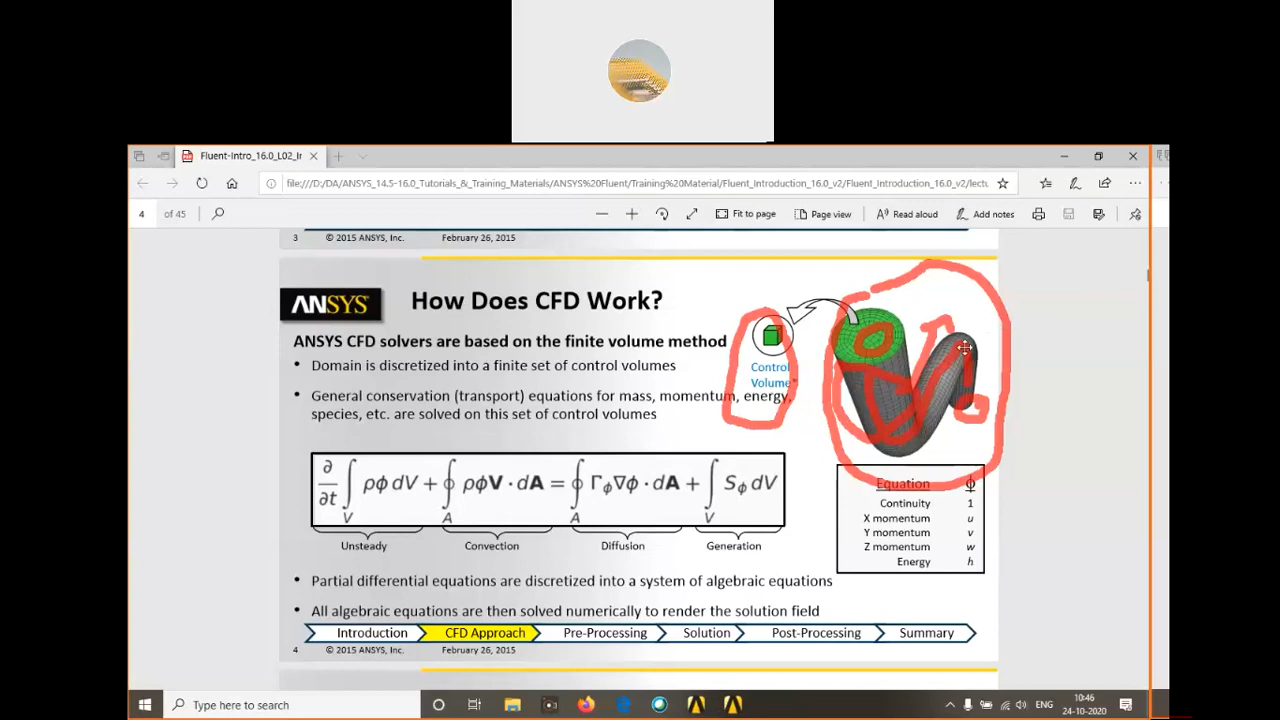 Fluent-Intro_16.0_L02_Ir
file:///D:/DA/ANSYS_14.5-16.0_Tutorials_&_Training_Materials/ANSYS%20Fluent/Training%20Material/Fluent_Introduction_16.0_v2/Fluent_Introduction_16.0_v2/lectu
4 of 45
Fit to page
Page view
Read aloud
Add notes
3 © 2015 ANSYS, Inc. February 26, 2015
ANSYS®
How Does CFD Work?
ANSYS CFD solvers are based on the finite volume method
• Domain is discretized into a finite set of control volumes
• General conservation (transport) equations for mass, momentum, energy,
species, etc. are solved on this set of control volumes
Control
Volume*
∂/∂t ∫_V ρϕ dV + ∮_A ρϕV · dA = ∮_A Γ_ϕ∇ϕ · dA + ∫_V S_ϕ dV
Unsteady Convection Diffusion Generation
Equation ϕ
Continuity 1
X momentum u
Y momentum v
Z momentum w
Energy h
• Partial differential equations are discretized into a system of algebraic equations
• All algebraic equations are then solved numerically to render the solution field
Introduction CFD Approach Pre-Processing Solution Post-Processing Summary
4 © 2015 ANSYS, Inc. February 26, 2015
Type here to search
ENG
10:46
24-10-2020